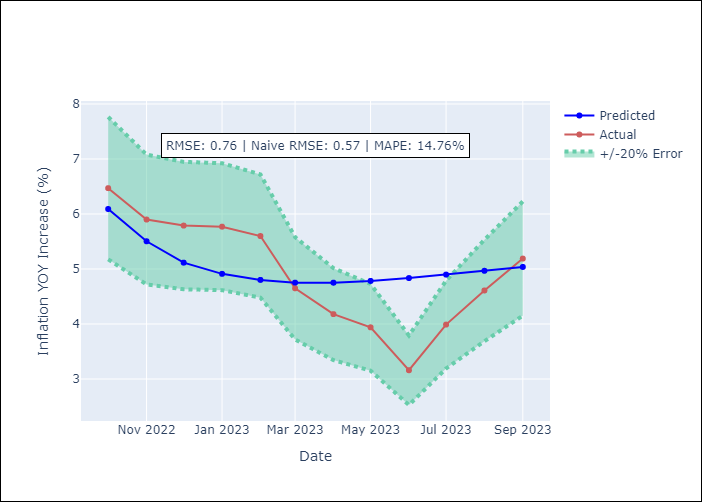 RMSE: 0.76 | Naive RMSE: 0.57 | MAPE: 14.76%
Predicted
Actual
+/-20% Error
Inflation YOY Increase (%)
8
7
6
5
4
3
Nov 2022
Jan 2023
Mar 2023
May 2023
Jul 2023
Sep 2023
Date